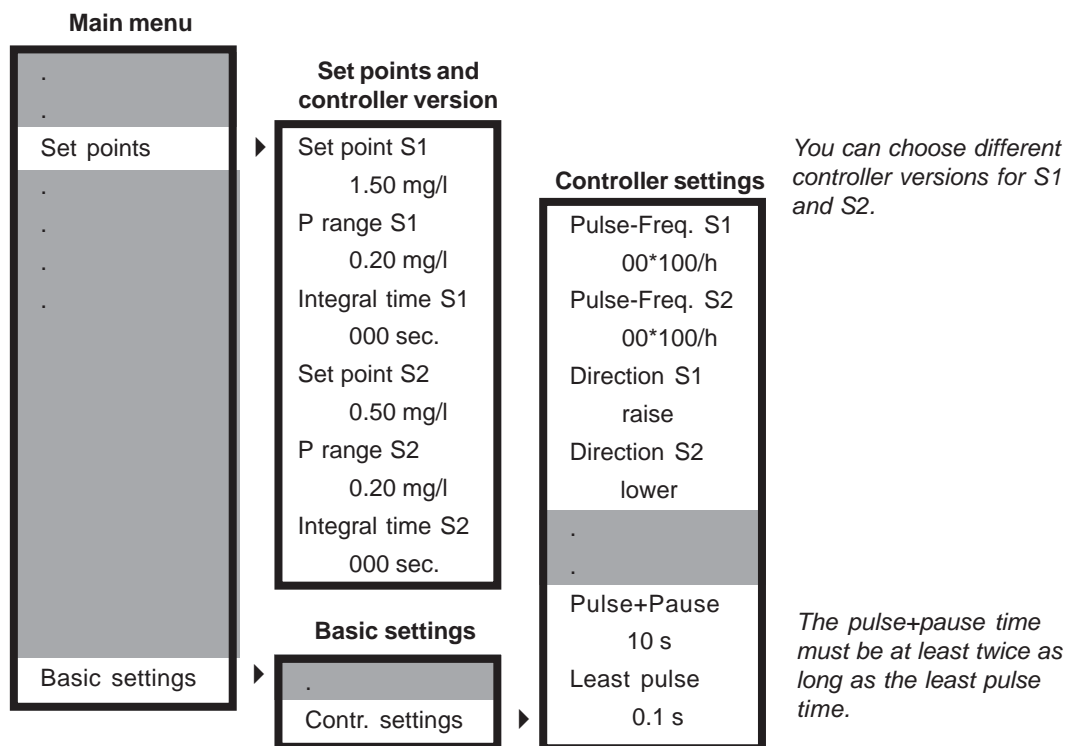 Main menu
.
.
Set points
.
.
.
.
Basic settings
Set points and
controller version
Set point S1
1.50 mg/l
P range S1
0.20 mg/l
Integral time S1
000 sec.
Set point S2
0.50 mg/l
P range S2
0.20 mg/l
Integral time S2
000 sec.
Basic settings
.
Contr. settings
Controller settings
Pulse-Freq. S1
00*100/h
Pulse-Freq. S2
00*100/h
Direction S1
raise
Direction S2
lower
.
.
Pulse+Pause
10 s
Least pulse
0.1 s
You can choose different
controller versions for S1
and S2.
The pulse+pause time
must be at least twice as
long as the least pulse
time.